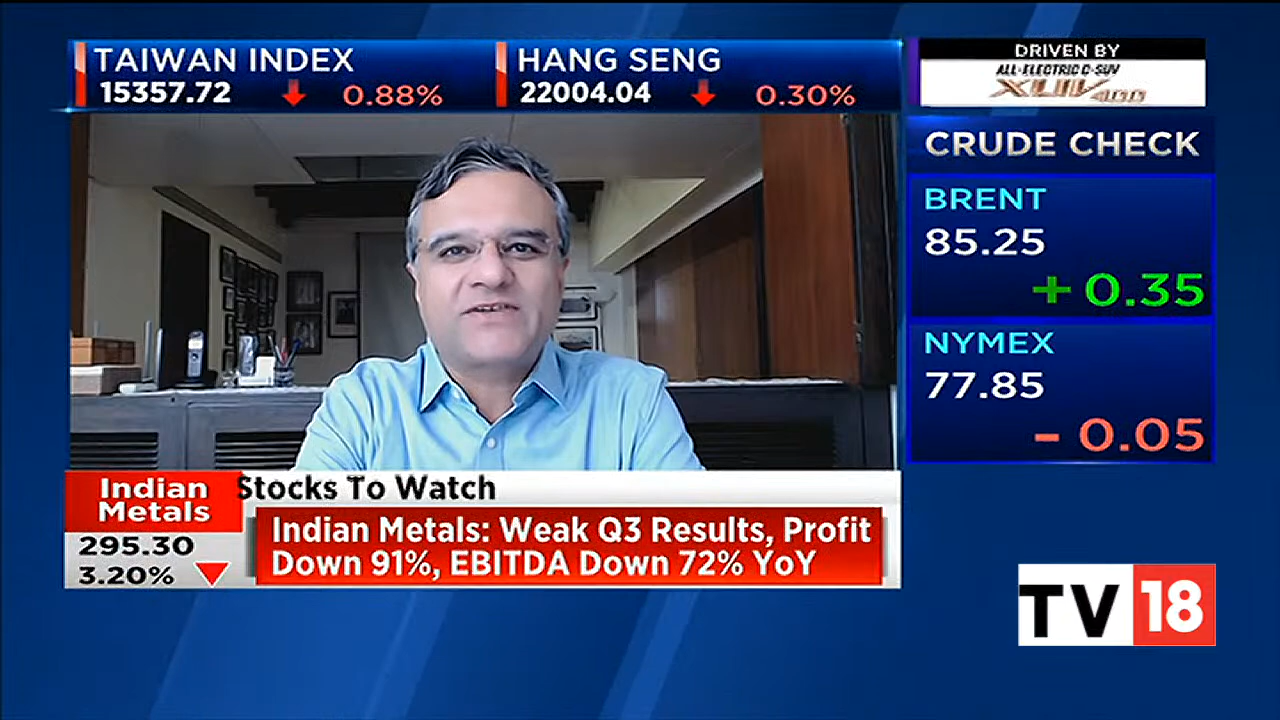 TAIWAN INDEX
15357.72 0.88%
HANG SENG
22004.04 0.30%
DRIVEN BY
ALL-ELECTRIC C-SUV
XUV400
CRUDE CHECK
BRENT
85.25
+ 0.35
NYMEX
77.85
- 0.05
Indian
Metals
295.30
3.20%
Stocks To Watch
Indian Metals: Weak Q3 Results, Profit
Down 91%, EBITDA Down 72% YoY
TV18